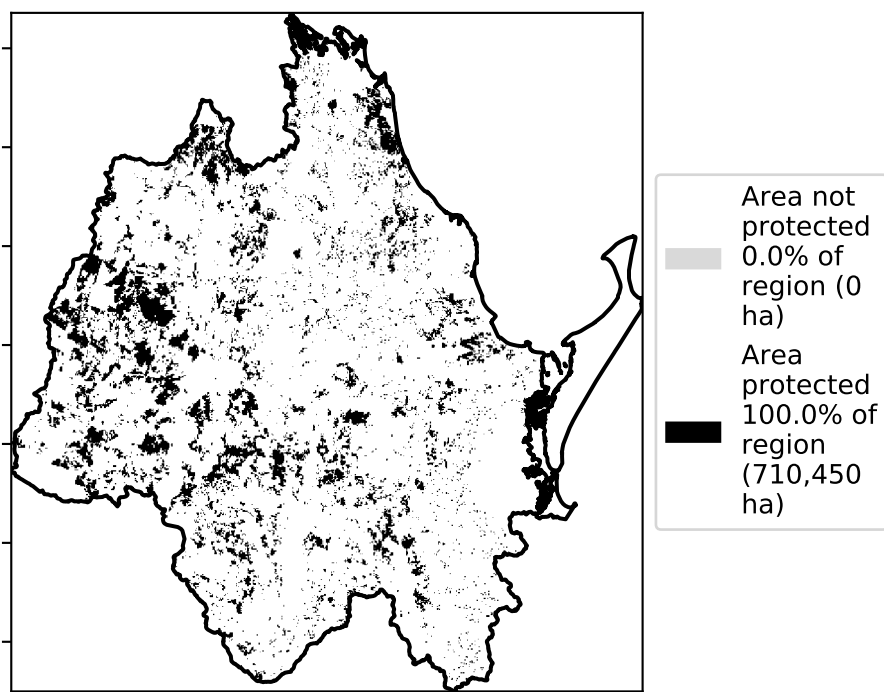 Area not
protected
0.0% of
region (0
ha)
Area
protected
100.0% of
region
(710,450
ha)